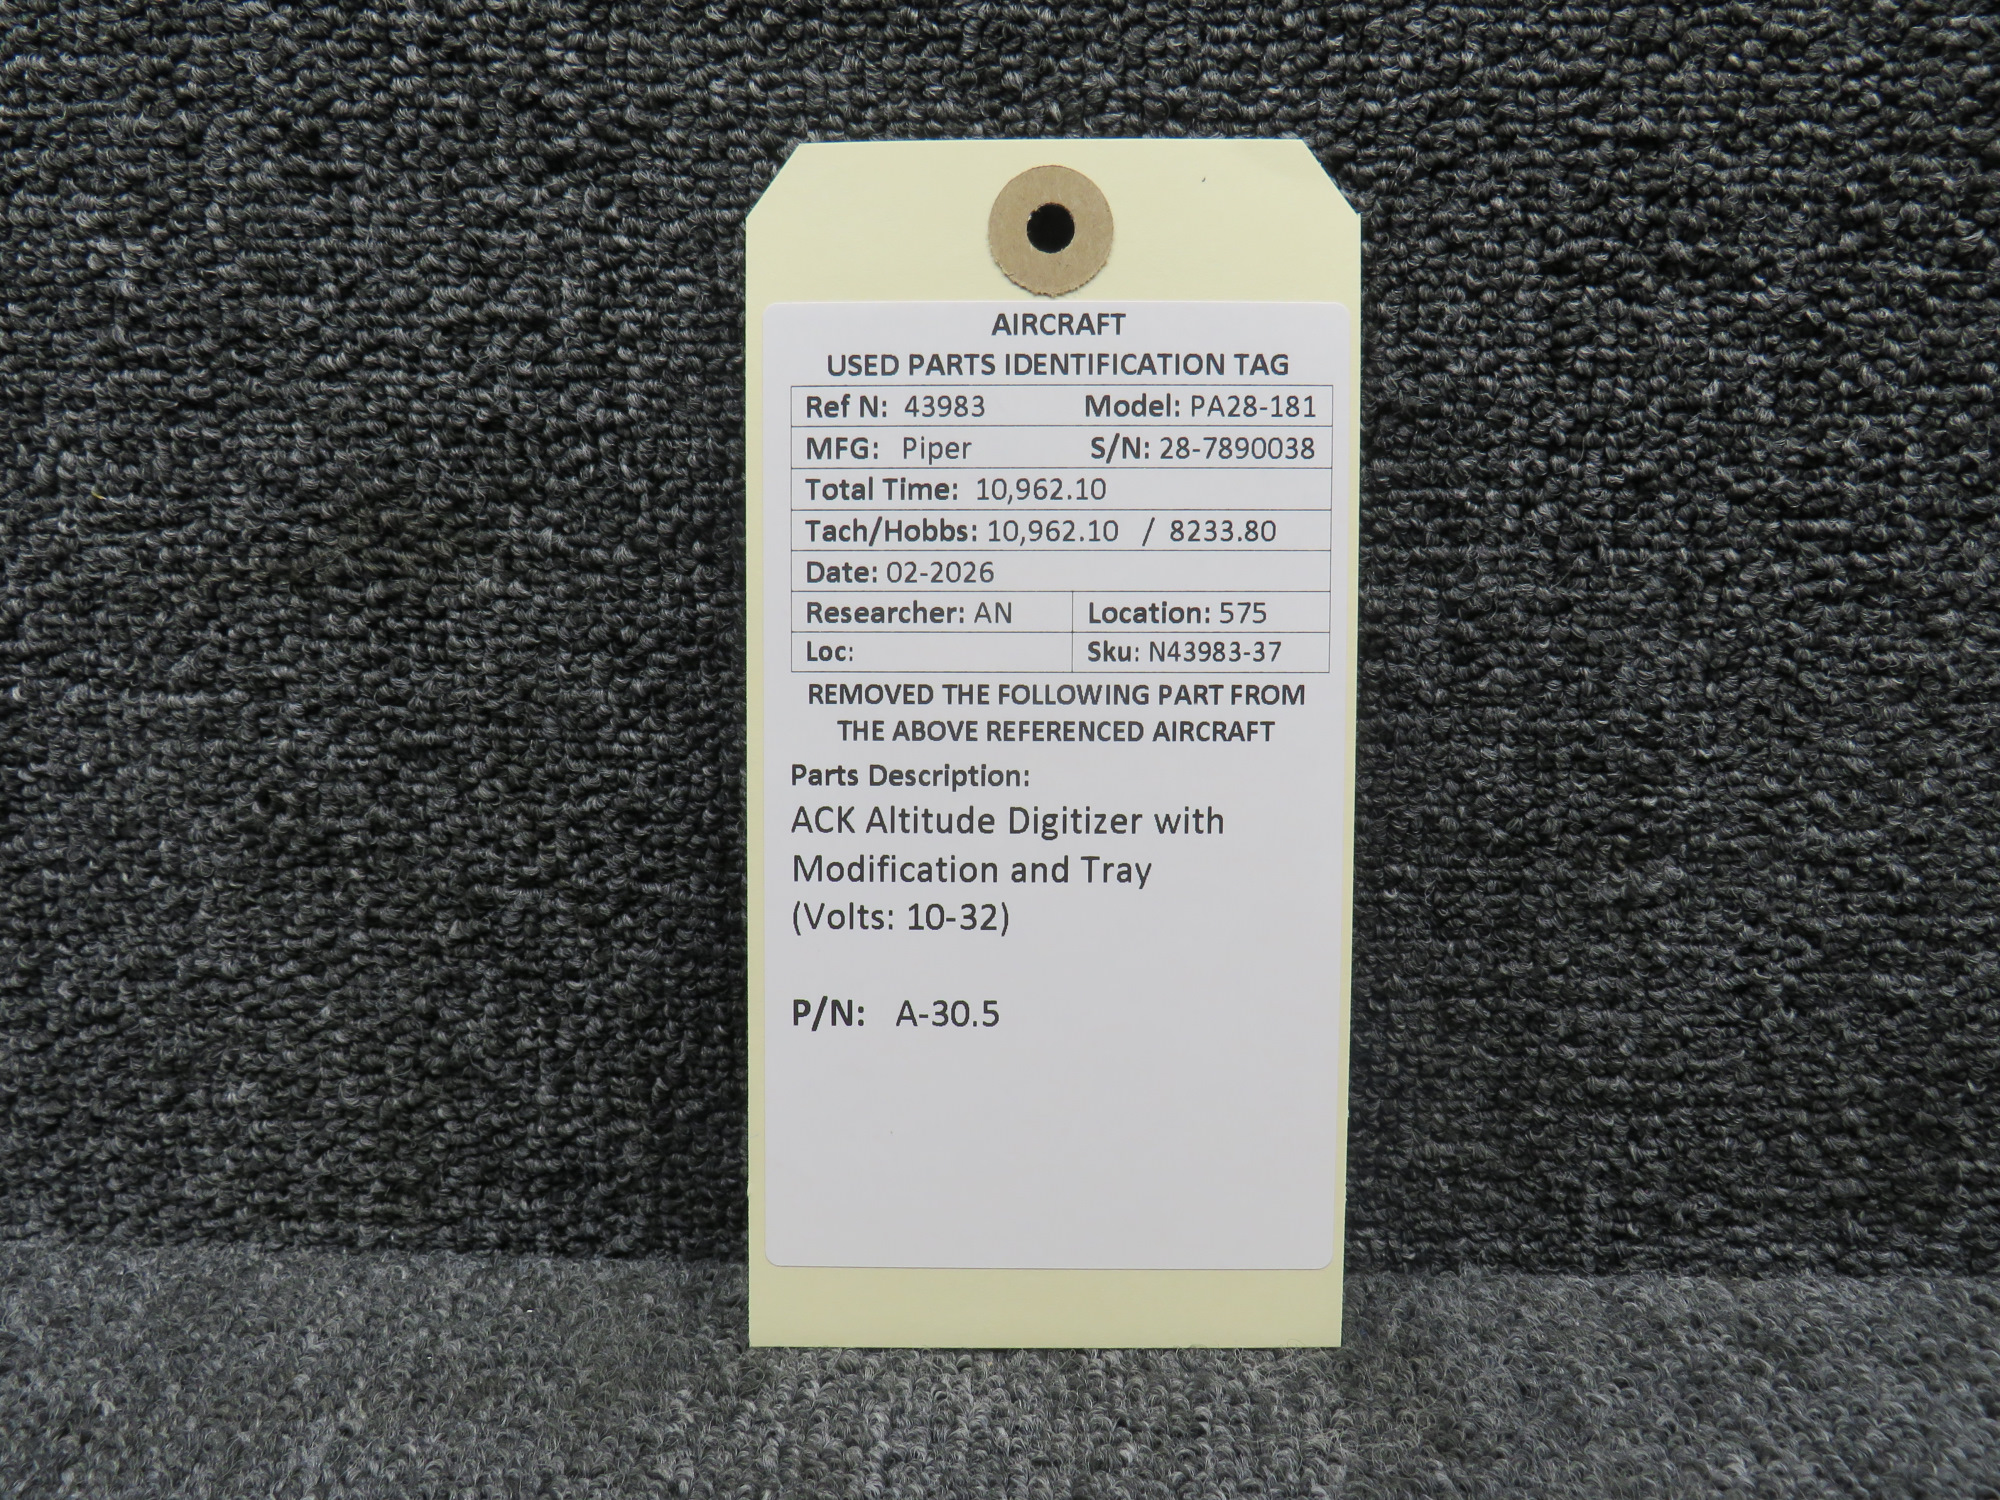 AIRCRAFT
USED PARTS IDENTIFICATION TAG
Ref N: 43983 Model: PA28-181
MFG: Piper S/N: 28-7890038
Total Time: 10,962.10
Tach/Hobbs: 10,962.10 / 8233.80
Date: 02-2026
Researcher: AN Location: 575
Loc: Sku: N43983-37
REMOVED THE FOLLOWING PART FROM
THE ABOVE REFERENCED AIRCRAFT
Parts Description:
ACK Altitude Digitizer with
Modification and Tray
(Volts: 10-32)
P/N: A-30.5